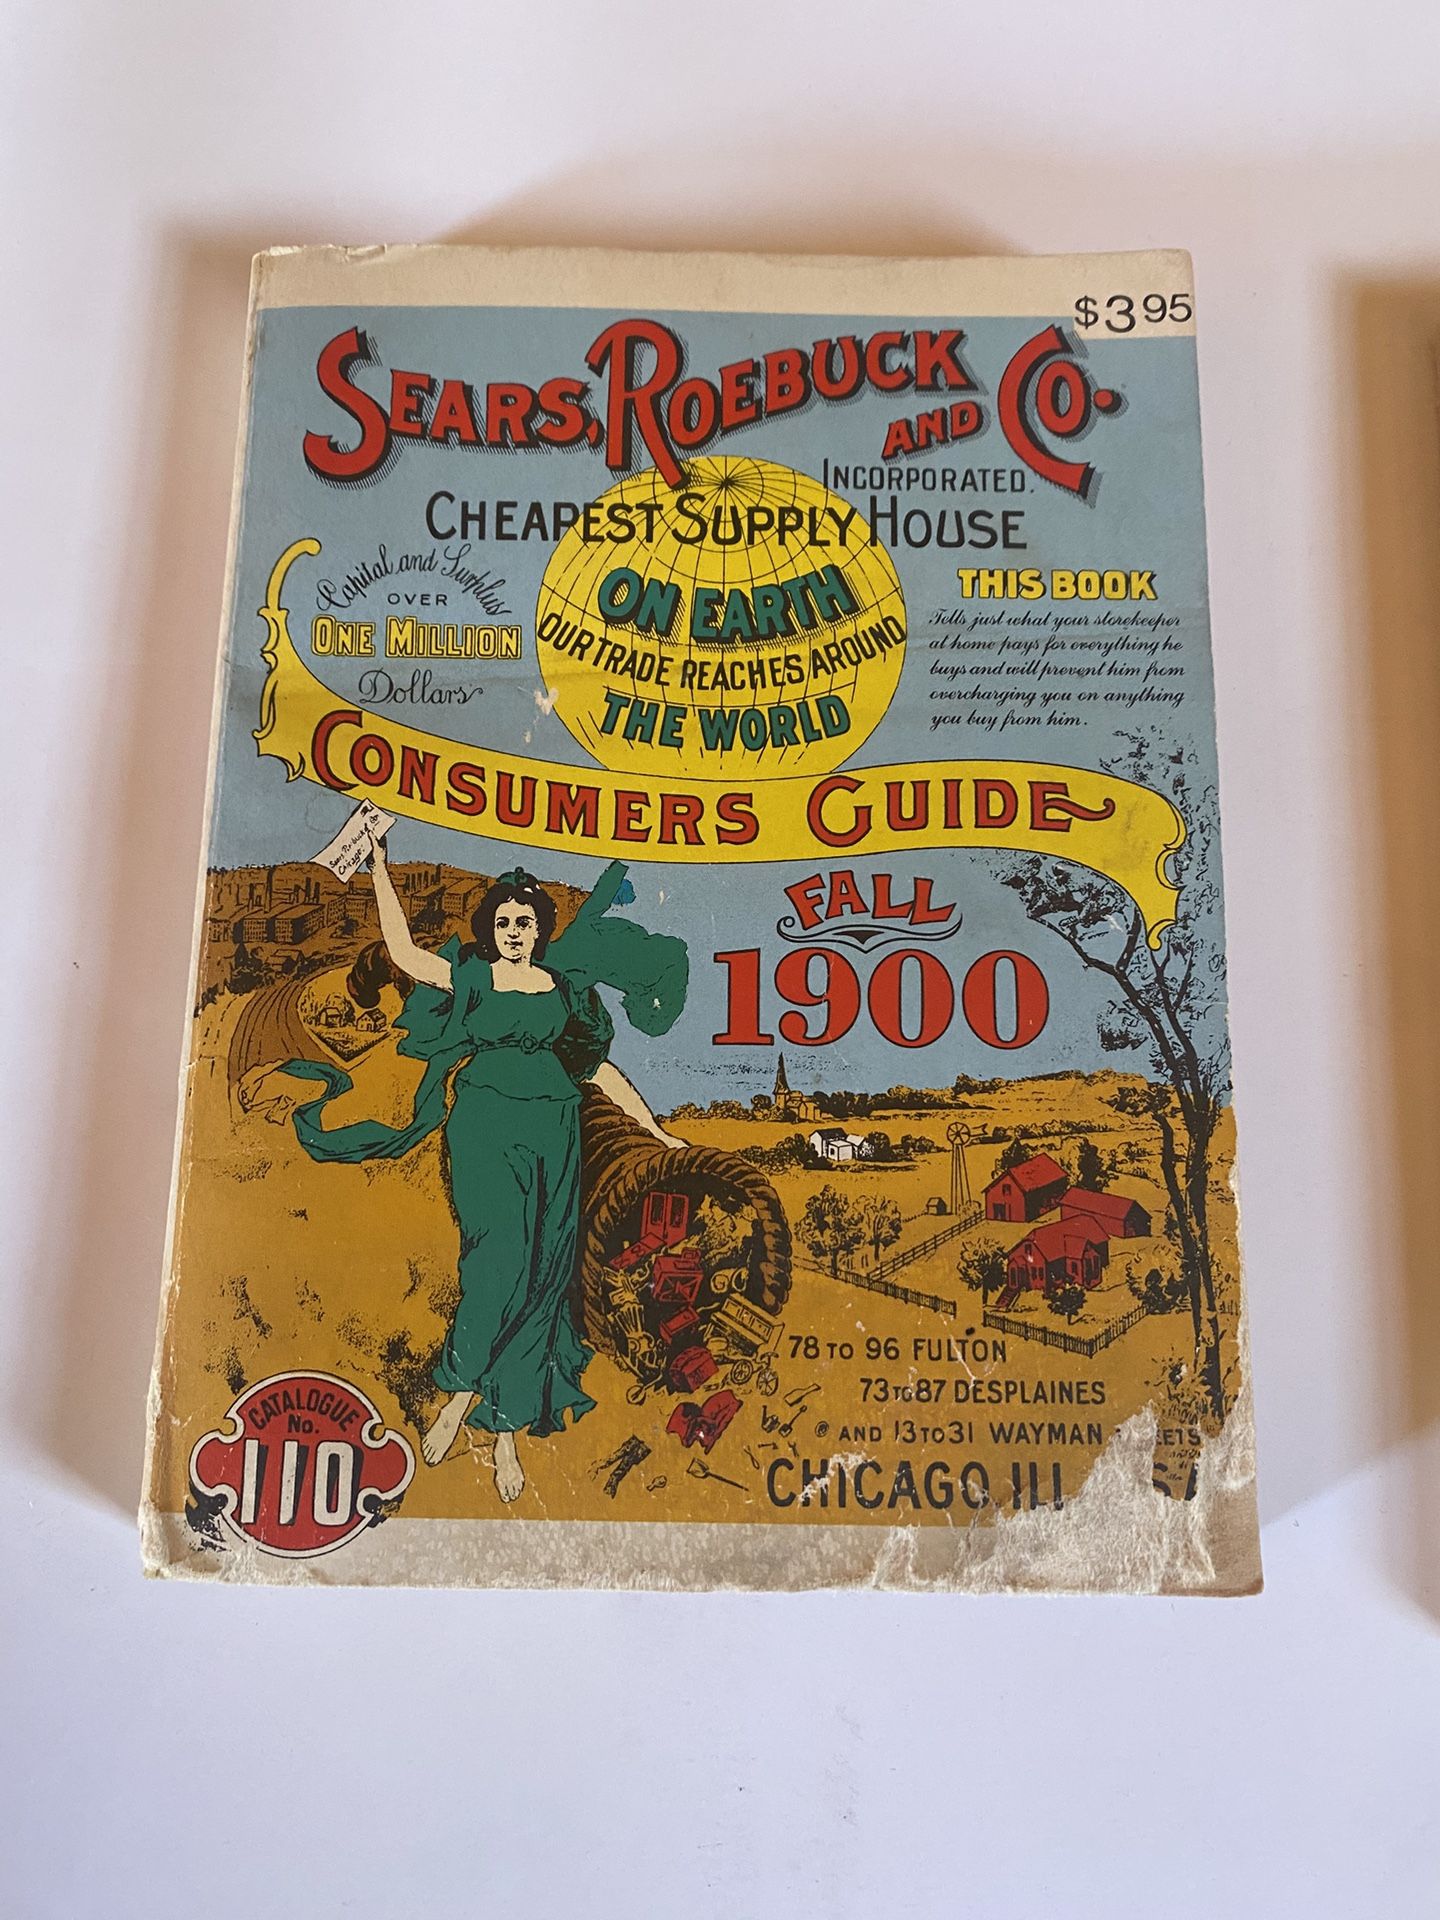 $3.95
SEARS, ROEBUCK AND CO.
INCORPORATED.
CHEAPEST SUPPLY HOUSE
ON EARTH
OUR TRADE REACHES AROUND
THE WORLD
Capital and Surplus
OVER
ONE MILLION
Dollars
THIS BOOK
Tells just what your storekeeper
at home pays for everything he
buys and will prevent him from
overcharging you on anything
you buy from him.
CONSUMERS GUIDE
Chicago.
FALL
1900
78 TO 96 FULTON
73 TO 87 DESPLAINES
AND 13 TO 31 WAYMAN
CHICAGO, ILL
CATALOGUE
No.
110